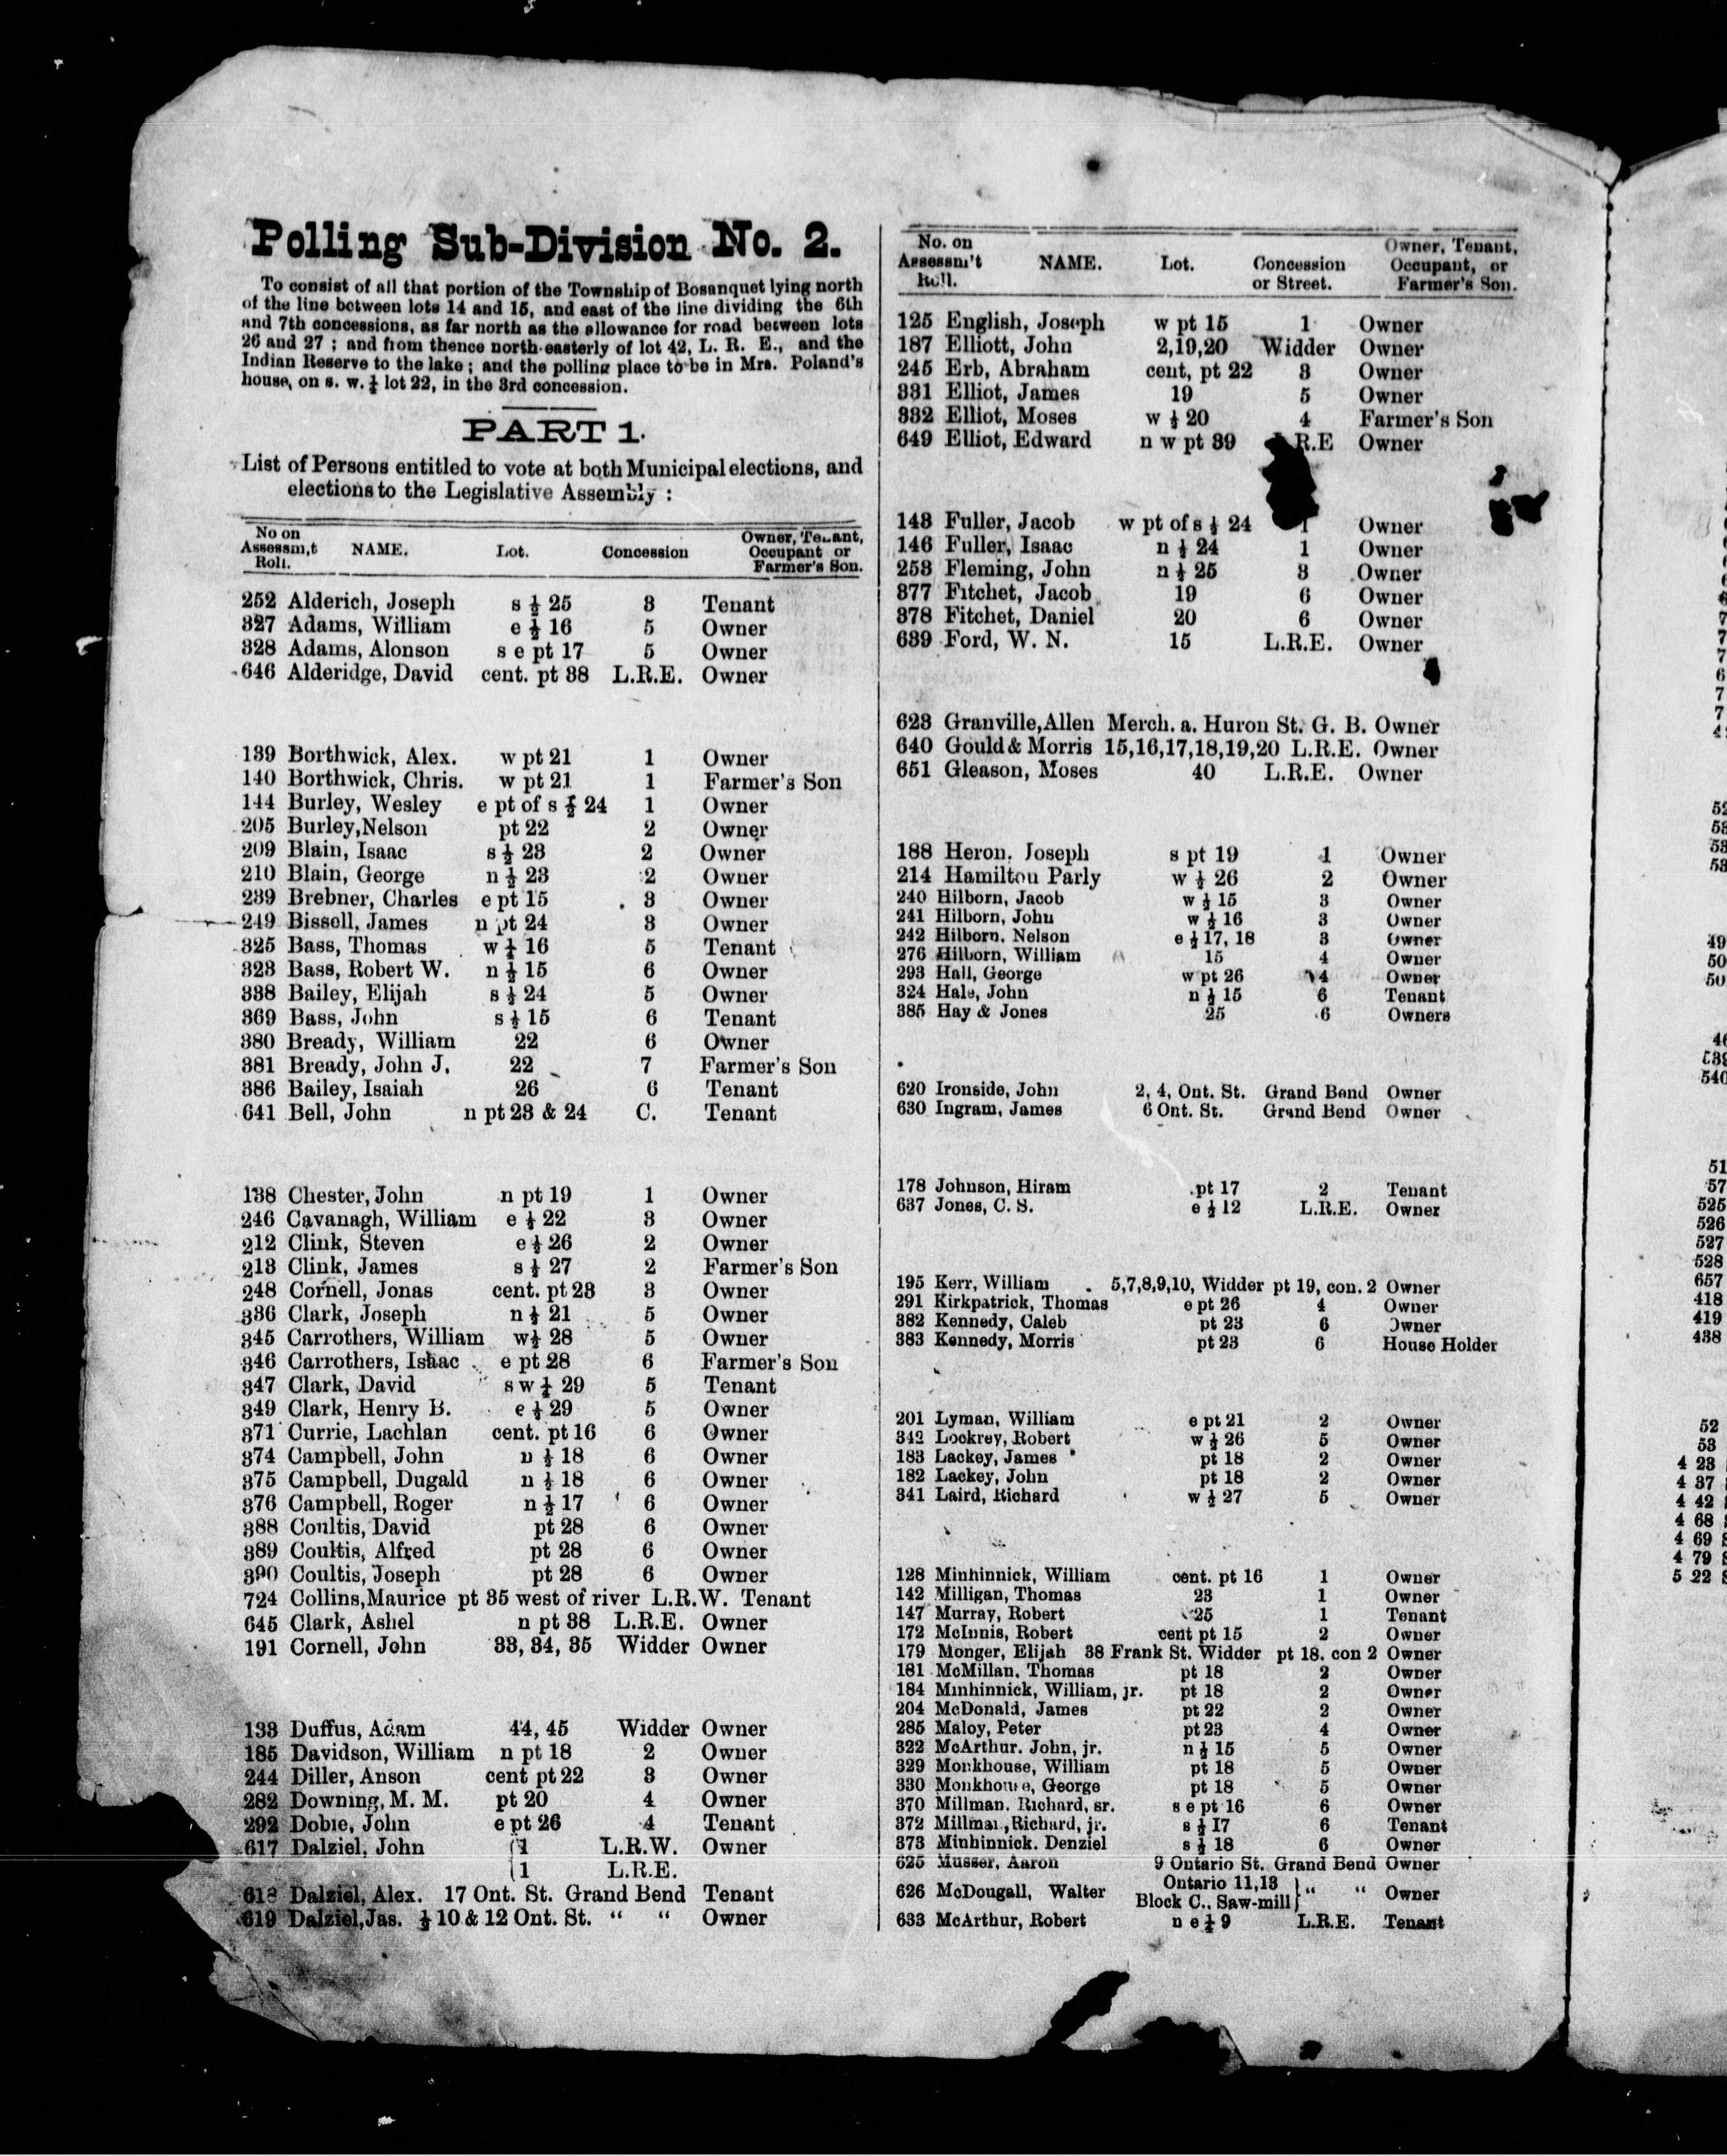 Polling Sub-Division No. 2.
To consist of all that portion of the Township of Bosanquet lying north
of the line between lots 14 and 15, and east of the line dividing the 6th
and 7th concessions, as far north as the allowance for road between lots
26 and 27 ; and from thence north-easterly of lot 42, L. R. E., and the
Indian Reserve to the lake ; and the polling place to be in Mrs. Poland's
house, on s. w. ¼ lot 22, in the 3rd concession.
PART 1.
List of Persons entitled to vote at both Municipal elections, and
elections to the Legislative Assembly :
No on Assessm,t Roll. NAME. Lot. Concession Owner, Tenant, Occupant or Farmer's Son.
252 Alderich, Joseph s ½ 25 3 Tenant
327 Adams, William e ½ 16 5 Owner
328 Adams, Alonson s e pt 17 5 Owner
646 Alderidge, David cent. pt 38 L.R.E. Owner
139 Borthwick, Alex. w pt 21 1 Owner
140 Borthwick, Chris. w pt 21 1 Farmer's Son
144 Burley, Wesley e pt of s ½ 24 1 Owner
205 Burley,Nelson pt 22 2 Owner
209 Blain, Isaac s ½ 23 2 Owner
210 Blain, George n ½ 23 2 Owner
239 Brebner, Charles e pt 15 3 Owner
249 Bissell, James n pt 24 3 Owner
325 Bass, Thomas w ½ 16 5 Tenant
323 Bass, Robert W. n ½ 15 6 Owner
338 Bailey, Elijah s ½ 24 5 Owner
369 Bass, John s ½ 15 6 Tenant
380 Bready, William 22 6 Owner
381 Bready, John J. 22 7 Farmer's Son
386 Bailey, Isaiah 26 6 Tenant
641 Bell, John n pt 23 & 24 C. Tenant
138 Chester, John n pt 19 1 Owner
246 Cavanagh, William e ½ 22 3 Owner
212 Clink, Steven e ½ 26 2 Owner
213 Clink, James s ½ 27 2 Farmer's Son
248 Cornell, Jonas cent. pt 23 3 Owner
336 Clark, Joseph n ½ 21 5 Owner
345 Carrothers, William w½ 28 5 Owner
346 Carrothers, Isaac e pt 28 6 Farmer's Son
347 Clark, David s w ¼ 29 5 Tenant
349 Clark, Henry B. e ½ 29 5 Owner
371 Currie, Lachlan cent. pt 16 6 Owner
374 Campbell, John n ½ 18 6 Owner
375 Campbell, Dugald n ½ 18 6 Owner
376 Campbell, Roger n ½ 17 6 Owner
388 Coultis, David pt 28 6 Owner
389 Coultis, Alfred pt 28 6 Owner
390 Coultis, Joseph pt 28 6 Owner
724 Collins,Maurice pt 35 west of river L.R.W. Tenant
645 Clark, Ashel n pt 38 L.R.E. Owner
191 Cornell, John 33, 34, 35 Widder Owner
133 Duffus, Adam 44, 45 Widder Owner
185 Davidson, William n pt 18 2 Owner
244 Diller, Anson cent pt 22 3 Owner
282 Downing, M. M. pt 20 4 Owner
292 Dobie, John e pt 26 4 Tenant
617 Dalziel, John {1 L.R.W. Owner
{1 L.R.E.
618 Dalziel, Alex. 17 Ont. St. Grand Bend Tenant
619 Dalziel,Jas. ½ 10 & 12 Ont. St. " " Owner
No. on Assessm't Roll. NAME. Lot. Concession or Street. Owner, Tenant, Occupant, or Farmer's Son.
125 English, Joseph w pt 15 1 Owner
187 Elliott, John 2,19,20 Widder Owner
245 Erb, Abraham cent, pt 22 3 Owner
331 Elliot, James 19 5 Owner
332 Elliot, Moses w ½ 20 4 Farmer's Son
649 Elliot, Edward n w pt 39 R.E Owner
143 Fuller, Jacob w pt of s ½ 24 1 Owner
146 Fuller, Isaac n ½ 24 1 Owner
253 Fleming, John n ½ 25 3 Owner
377 Fitchet, Jacob 19 6 Owner
378 Fitchet, Daniel 20 6 Owner
639 Ford, W. N. 15 L.R.E. Owner
623 Granville,Allen Merch. a. Huron St. G. B. Owner
640 Gould & Morris 15,16,17,18,19,20 L.R.E. Owner
651 Gleason, Moses 40 L.R.E. Owner
188 Heron, Joseph s pt 19 1 Owner
214 Hamilton Parly w ½ 26 2 Owner
240 Hilborn, Jacob w ½ 15 3 Owner
241 Hilborn, John w ½ 16 3 Owner
242 Hilborn, Nelson e ½ 17, 18 3 Owner
276 Hilborn, William 15 4 Owner
293 Hall, George w pt 26 4 Owner
324 Hale, John n ½ 15 6 Tenant
385 Hay & Jones 25 6 Owners
620 Ironside, John 2, 4, Ont. St. Grand Bend Owner
630 Ingram, James 6 Ont. St. Grand Bend Owner
178 Johnson, Hiram pt 17 2 Tenant
637 Jones, C. S. e ½ 12 L.R.E. Owner
195 Kerr, William 5,7,8,9,10, Widder pt 19, con. 2 Owner
291 Kirkpatrick, Thomas e pt 26 4 Owner
382 Kennedy, Caleb pt 23 6 Owner
383 Kennedy, Morris pt 23 6 House Holder
201 Lyman, William e pt 21 2 Owner
342 Lockrey, Robert w ½ 26 5 Owner
183 Lackey, James pt 18 2 Owner
182 Lackey, John pt 18 2 Owner
341 Laird, Richard w ½ 27 5 Owner
128 Minhinnick, William cent. pt 16 1 Owner
142 Milligan, Thomas 23 1 Owner
147 Murray, Robert 25 1 Tenant
172 McInnis, Robert cent pt 15 2 Owner
179 Monger, Elijah 38 Frank St. Widder pt 18. con 2 Owner
181 McMillan, Thomas pt 18 2 Owner
184 Minhinnick, William, jr. pt 18 2 Owner
204 McDonald, James pt 22 2 Owner
285 Maloy, Peter pt 23 4 Owner
322 McArthur. John, jr. n ½ 15 5 Owner
329 Monkhouse, William pt 18 5 Owner
330 Monkhouse, George pt 18 5 Owner
370 Millman. Richard, sr. s e pt 16 6 Owner
372 Millman,Richard, jr. s ½ 17 6 Tenant
373 Minhinnick. Denziel s ½ 18 6 Owner
625 Musser, Aaron 9 Ontario St. Grand Bend Owner
626 McDougall, Walter Ontario 11,13 Block C.. Saw-mill} " " Owner
633 McArthur, Robert n e ¼ 9 L.R.E. Tenant
49
50
50
540
51
57
525
526
527
528
657
418
419
438
52
53
4 23
4 37
4 42
4 68
4 69
4 79
5 22